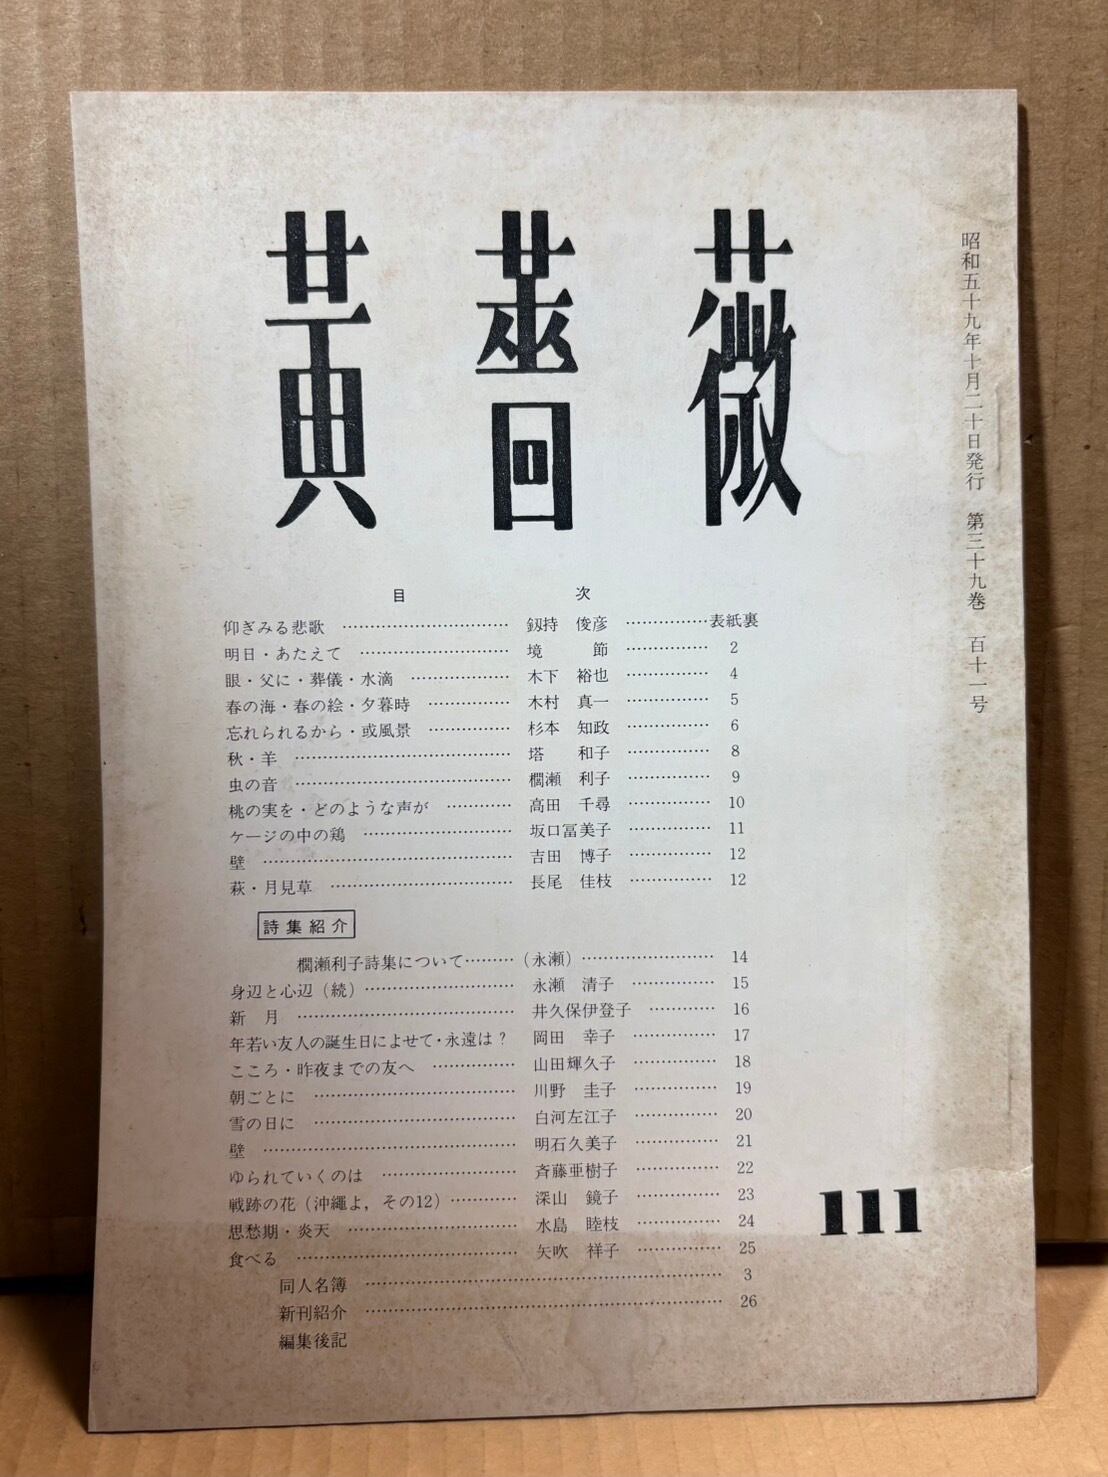 黄薔薇
昭和五十九年十月二十日発行 第三十九巻 百十一号
目次
仰ぎみる悲歌 …………………………… 釼持 俊彦 ……………表紙裏
明日・あたえて ………………………… 境 節 …………… 2
眼・父に・葬儀・水滴 ……………… 木下 裕也 …………… 4
春の海・春の絵・夕暮時 …………… 木村 真一 …………… 5
忘れられるから・或風景 …………… 杉本 知政 …………… 6
秋・羊 …………………………………… 塔 和子 …………… 8
虫の音 …………………………………… 櫚瀬 利子 …………… 9
桃の実を・どのような声が ………… 高田 千尋 …………… 10
ケージの中の鶏 ………………………… 坂口冨美子 …………… 11
壁 ………………………………………… 吉田 博子 …………… 12
萩・月見草 ……………………………… 長尾 佳枝 …………… 12
詩集紹介
櫚瀬利子詩集について………(永瀬)…………………… 14
身辺と心辺(続)………………………… 永瀬 清子 …………… 15
新 月 …………………………………… 井久保伊登子 ………… 16
年若い友人の誕生日によせて・永遠は? 岡田 幸子 …………… 17
こころ・昨夜までの友へ …………… 山田輝久子 …………… 18
朝ごとに ………………………………… 川野 圭子 …………… 19
雪の日に ………………………………… 白河左江子 …………… 20
壁 ………………………………………… 明石久美子 …………… 21
ゆられていくのは ……………………… 斉藤亜樹子 …………… 22
戦跡の花(沖縄よ,その12)………… 深山 鏡子 …………… 23
思愁期・炎天 …………………………… 水島 睦枝 …………… 24
食べる …………………………………… 矢吹 祥子 …………… 25
同人名簿 …………………………………………………… 3
新刊紹介 …………………………………………………… 26
編集後記
111